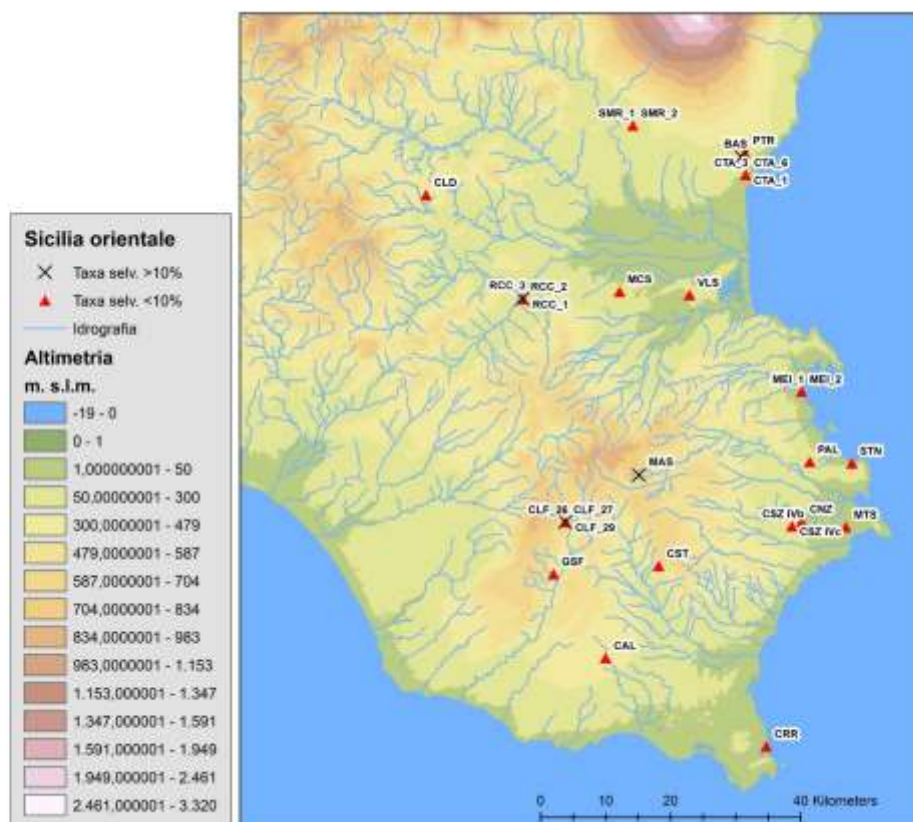 Sicilia orientale
Taxa selv. >10%
Taxa selv. <10%
Idrografia
Altimetria
m. s.l.m.
-19 - 0
0 - 1
1,000000001 - 50
50,00000001 - 300
300,0000001 - 479
479,0000001 - 587
587,0000001 - 704
704,0000001 - 834
834,0000001 - 983
983,0000001 - 1.153
1.153,000001 - 1.347
1.347,000001 - 1.591
1.591,000001 - 1.949
1.949,000001 - 2.461
2.461,000001 - 3.320
SMR_1 SMR_2
BAS PTR
CTA_3 CTA_6
CTA_1
CLD
RCC_3 RCC_2
RCC_1
MCS
VLS
MEI_1 MEI_2
PAL
STN
MAS
CLF_26 CLF_27
CLF_29
CSZ IVb CNZ
CSZ IVc
MTS
GSF
CST
CAL
CRR
0 10 20 40 Kilometers